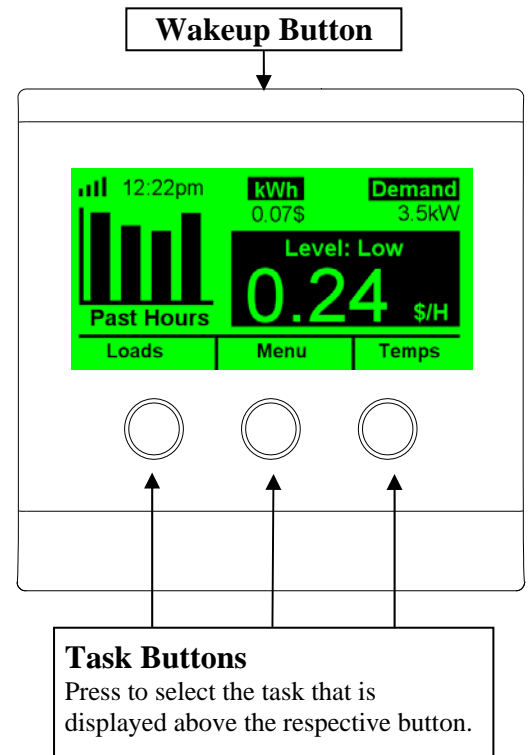 Wakeup Button
12:22pm kWh Demand
0.07$ 3.5kW
Level: Low
0.24 $/H
Past Hours
Loads Menu Temps
Task Buttons
Press to select the task that is
displayed above the respective button.